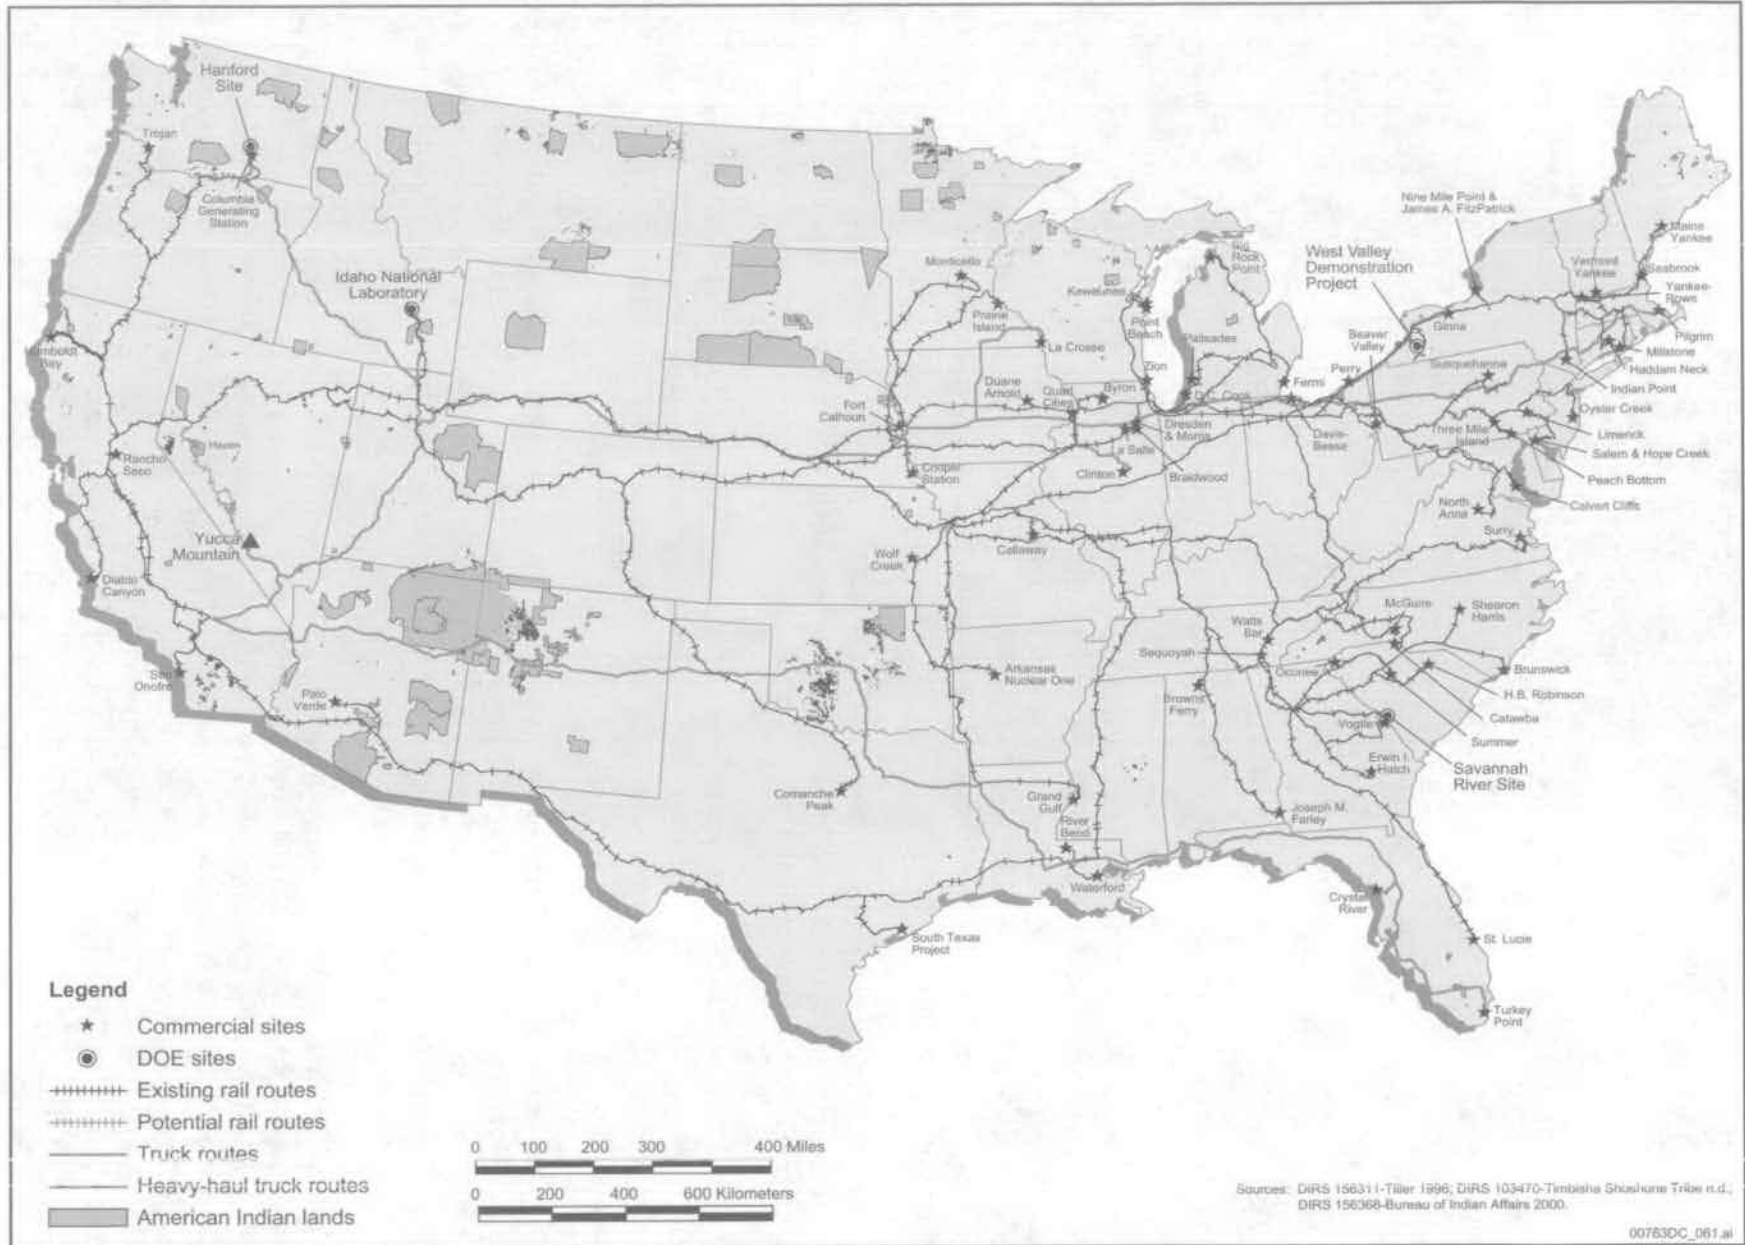 Hanford
Site
Trojan
Columbia
Generating
Station
Idaho National
Laboratory
Humboldt
Bay
Rancho
Seco
Hazen
Yucca
Mountain
Diablo
Canyon
San
Onofre
Palo
Verde
Monticello
Prairie
Island
La Crosse
Kewaunee
Point
Beach
Big
Rock
Point
Palisades
Zion
Byron
Duane
Arnold
Quad
Cities
Fort
Calhoun
Cooper
Station
D.C. Cook
Dresden
& Morris
La Salle
Clinton
Braidwood
Fermi
Davis-
Besse
Perry
Beaver
Valley
West Valley
Demonstration
Project
Nine Mile Point &
James A. FitzPatrick
Ginna
Susquehanna
Three Mile
Island
Vermont
Yankee
Maine
Yankee
Seabrook
Yankee-
Rowe
Pilgrim
Millstone
Haddam Neck
Indian Point
Oyster Creek
Limerick
Salem & Hope Creek
Peach Bottom
Calvert Cliffs
North
Anna
Surry
Wolf
Creek
Callaway
McGuire
Shearon
Harris
Watts
Bar
Sequoyah
Oconee
Brunswick
H.B. Robinson
Catawba
Summer
Vogtle
Savannah
River Site
Erwin I.
Hatch
Arkansas
Nuclear One
Browns
Ferry
Comanche
Peak
Grand
Gulf
River
Bend
Waterford
Joseph M.
Farley
Crystal
River
St. Lucie
Turkey
Point
South Texas
Project
Legend
Commercial sites
DOE sites
Existing rail routes
Potential rail routes
Truck routes
Heavy-haul truck routes
American Indian lands
0 100 200 300 400 Miles
0 200 400 600 Kilometers
Sources: DIRS 156311-Tiller 1996; DIRS 103470-Timbisha Shoshone Tribe n.d.;
DIRS 156368-Bureau of Indian Affairs 2000.
00763DC_061.ai